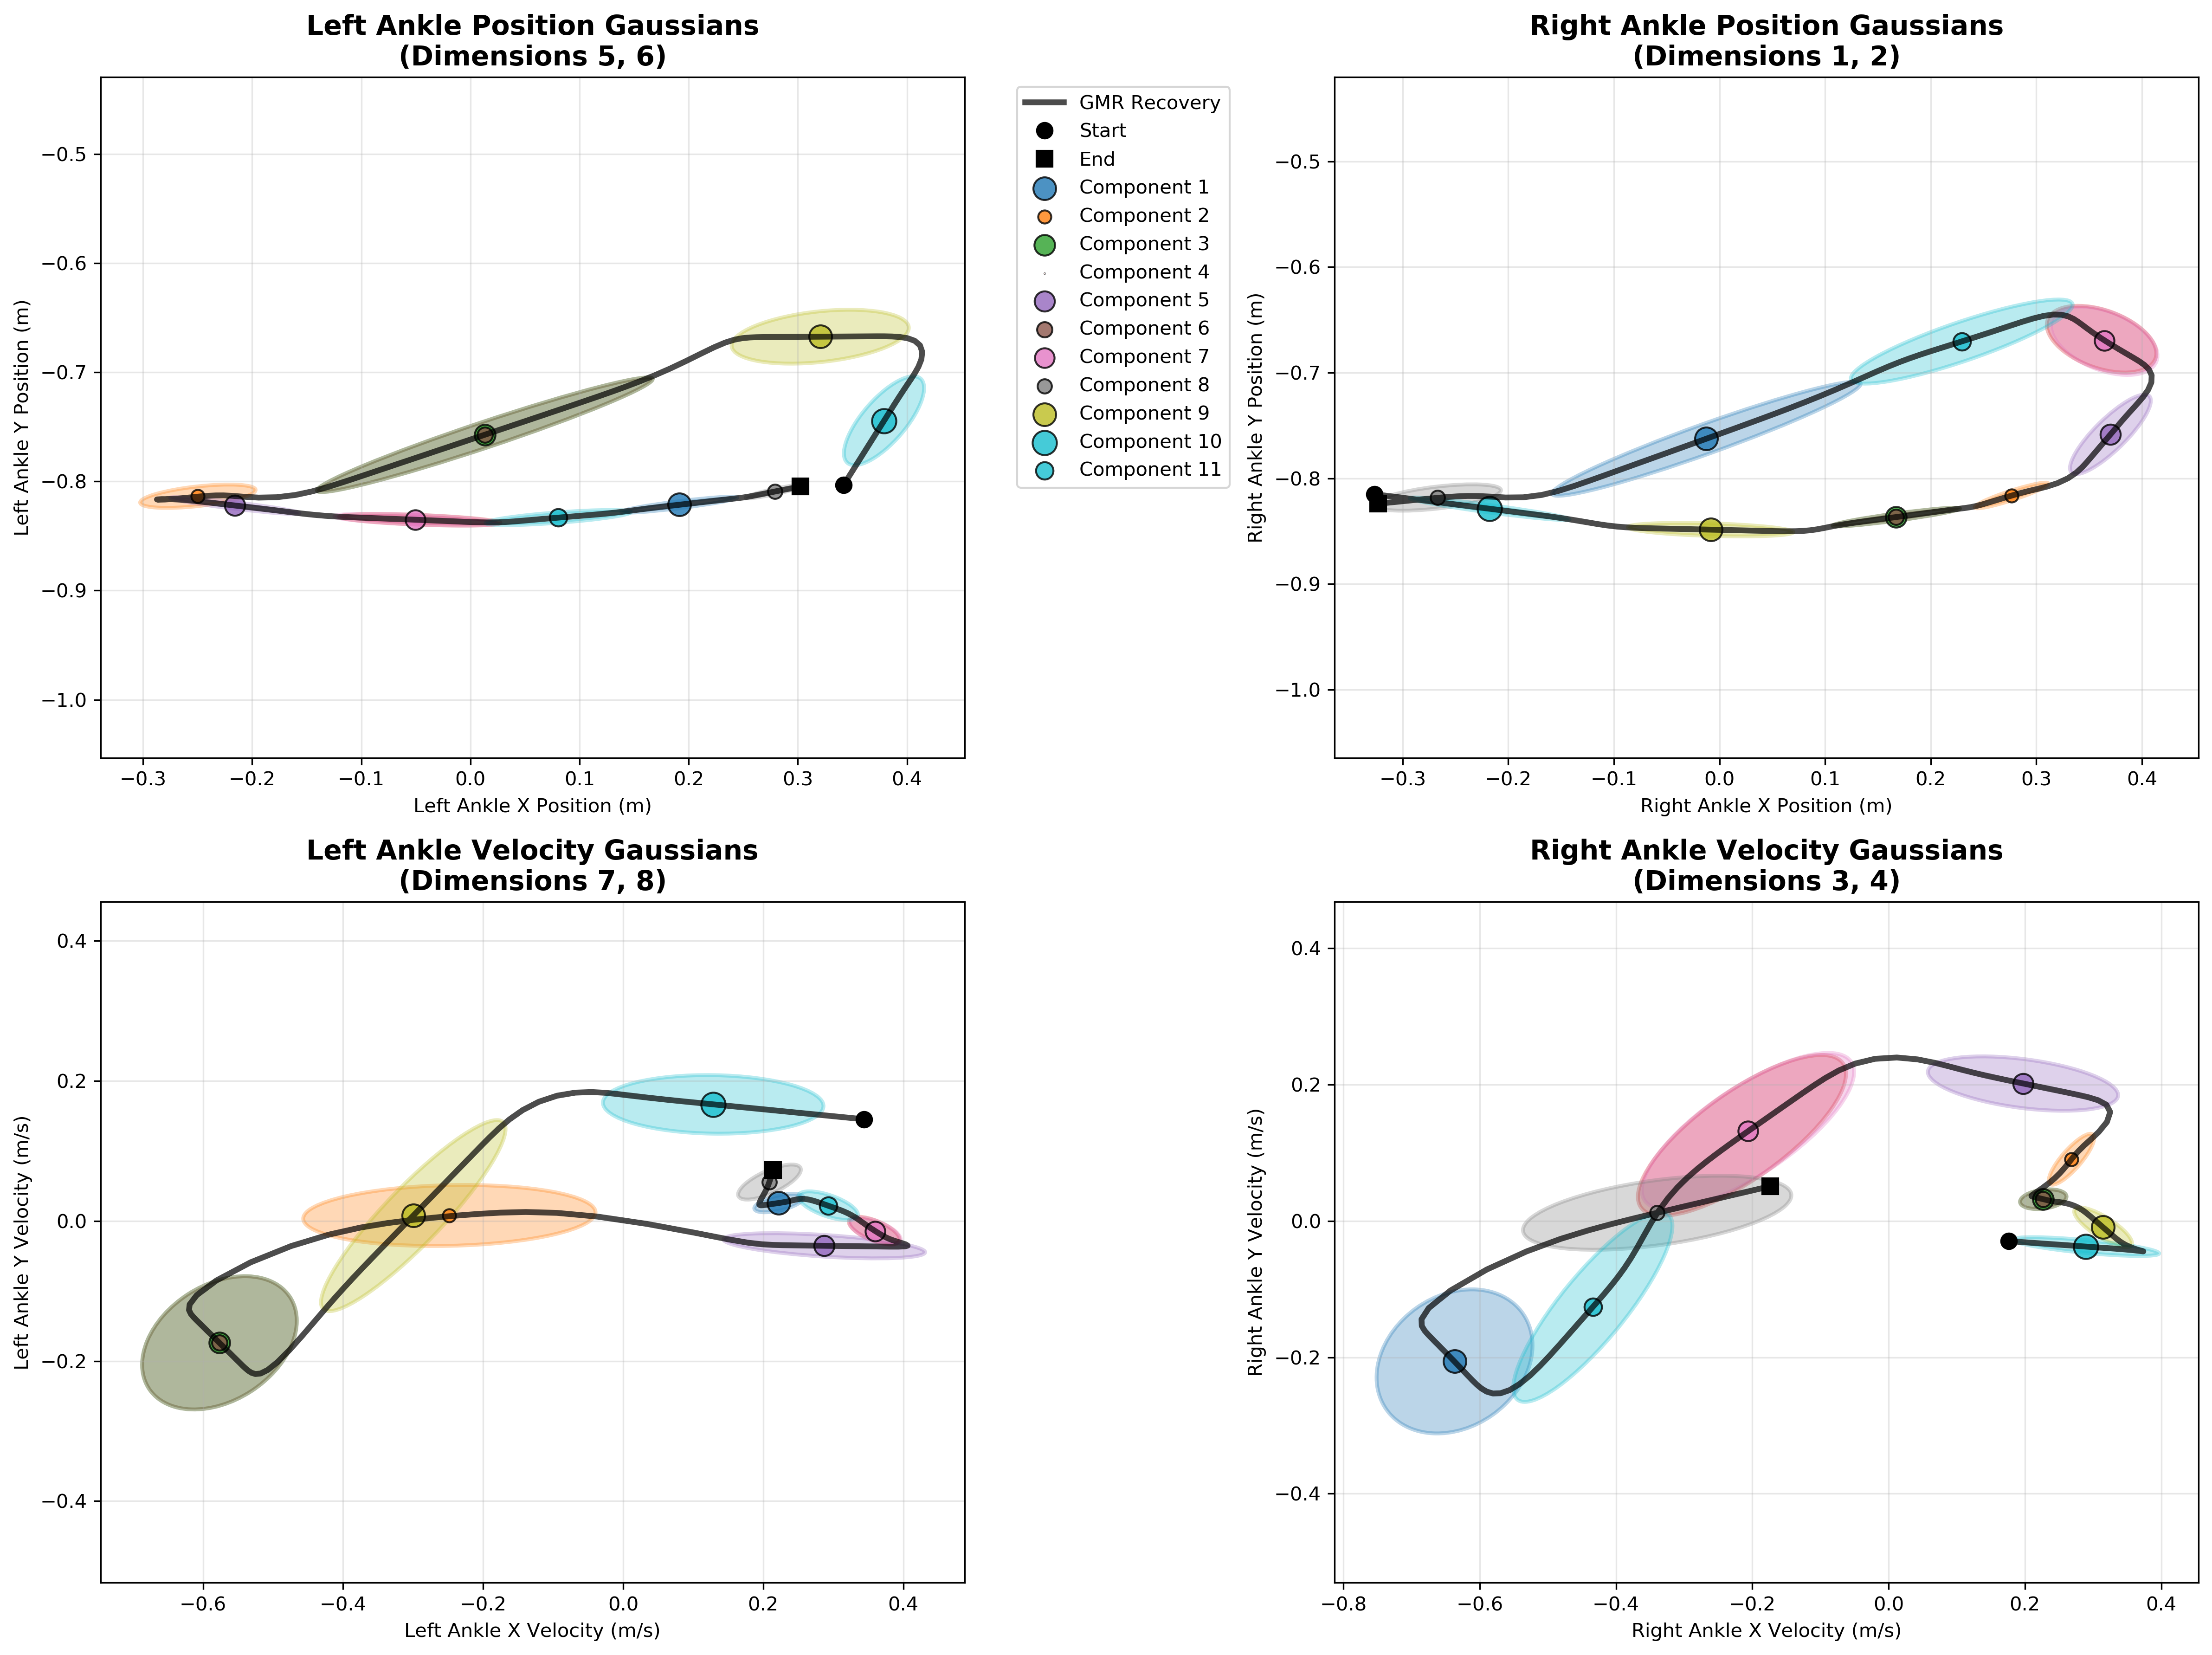 Left Ankle Position Gaussians
(Dimensions 5, 6)
−0.5
−0.6
−0.7
−0.8
−0.9
−1.0
Left Ankle Y Position (m)
−0.3 −0.2 −0.1 0.0 0.1 0.2 0.3 0.4
Left Ankle X Position (m)
GMR Recovery
Start
End
Component 1
Component 2
Component 3
Component 4
Component 5
Component 6
Component 7
Component 8
Component 9
Component 10
Component 11
Right Ankle Position Gaussians
(Dimensions 1, 2)
−0.5
−0.6
−0.7
−0.8
−0.9
−1.0
Right Ankle Y Position (m)
−0.3 −0.2 −0.1 0.0 0.1 0.2 0.3 0.4
Right Ankle X Position (m)
Left Ankle Velocity Gaussians
(Dimensions 7, 8)
0.4
0.2
0.0
−0.2
−0.4
Left Ankle Y Velocity (m/s)
−0.6 −0.4 −0.2 0.0 0.2 0.4
Left Ankle X Velocity (m/s)
Right Ankle Velocity Gaussians
(Dimensions 3, 4)
0.4
0.2
0.0
−0.2
−0.4
Right Ankle Y Velocity (m/s)
−0.8 −0.6 −0.4 −0.2 0.0 0.2 0.4
Right Ankle X Velocity (m/s)